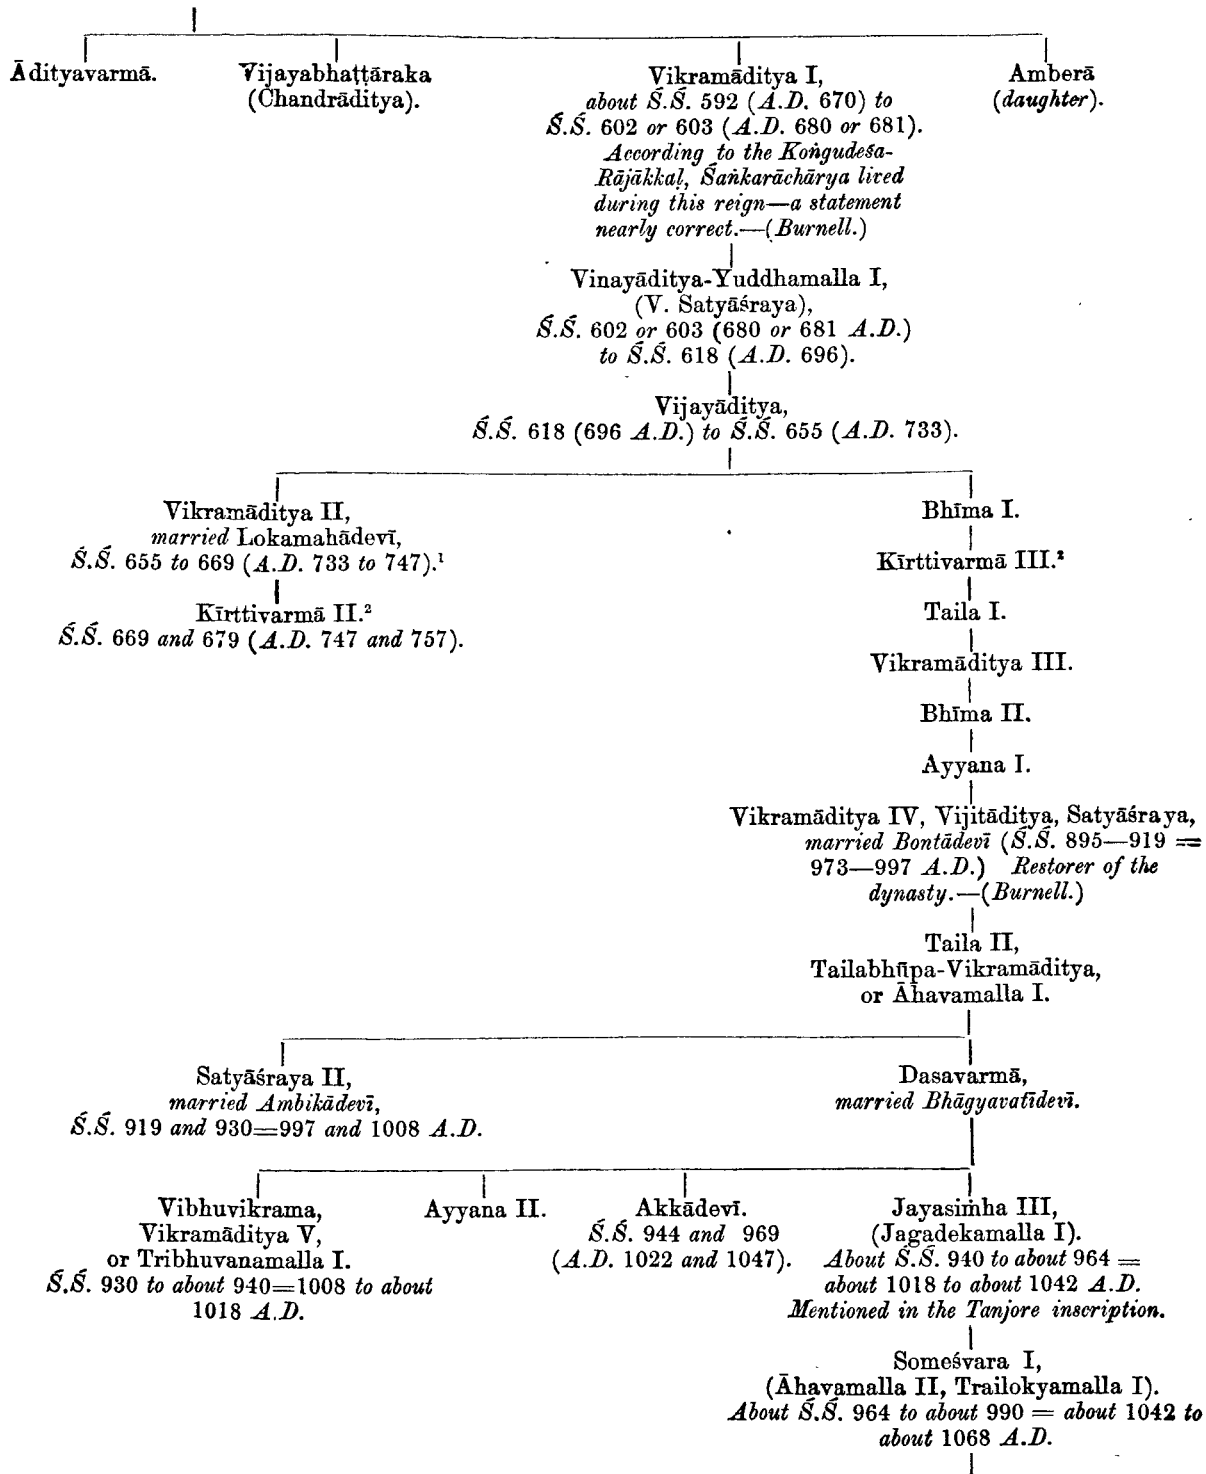 Ādityavarmā.
Vijayabhaṭṭāraka
(Chandrāditya).
Vikramāditya I,
about Ś.Ś. 592 (A.D. 670) to
Ś.Ś. 602 or 603 (A.D. 680 or 681).
According to the Koṅgudeśa-
Rājākkaḷ, Śaṅkarāchārya lived
during this reign—a statement
nearly correct.—(Burnell.)
Amberā
(daughter).
Vinayāditya-Yuddhamalla I,
(V. Satyāśraya),
Ś.Ś. 602 or 603 (680 or 681 A.D.)
to Ś.Ś. 618 (A.D. 696).
Vijayāditya,
Ś.Ś. 618 (696 A.D.) to Ś.Ś. 655 (A.D. 733).
Vikramāditya II,
married Lokamahādevī,
Ś.Ś. 655 to 669 (A.D. 733 to 747).¹
Kīrttivarmā II.²
Ś.Ś. 669 and 679 (A.D. 747 and 757).
Bhīma I.
Kīrttivarmā III.²
Taila I.
Vikramāditya III.
Bhīma II.
Ayyana I.
Vikramāditya IV, Vijitāditya, Satyāśraya,
married Bontādevī (Ś.Ś. 895—919 =
973—997 A.D.) Restorer of the
dynasty.—(Burnell.)
Taila II,
Tailabhūpa-Vikramāditya,
or Āhavamalla I.
Satyāśraya II,
married Ambikādevī,
Ś.Ś. 919 and 930=997 and 1008 A.D.
Dasavarmā,
married Bhāgyavatīdevī.
Vibhuvikrama,
Vikramāditya V,
or Tribhuvanamalla I.
Ś.Ś. 930 to about 940=1008 to about
1018 A.D.
Ayyana II.
Akkādevī.
Ś.Ś. 944 and 969
(A.D. 1022 and 1047).
Jayasiṁha III,
(Jagadekamalla I).
About Ś.Ś. 940 to about 964 =
about 1018 to about 1042 A.D.
Mentioned in the Tanjore inscription.
Someśvara I,
(Āhavamalla II, Trailokyamalla I).
About Ś.Ś. 964 to about 990 = about 1042 to
about 1068 A.D.